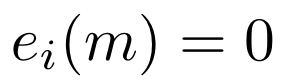 $e_i(m) = 0$